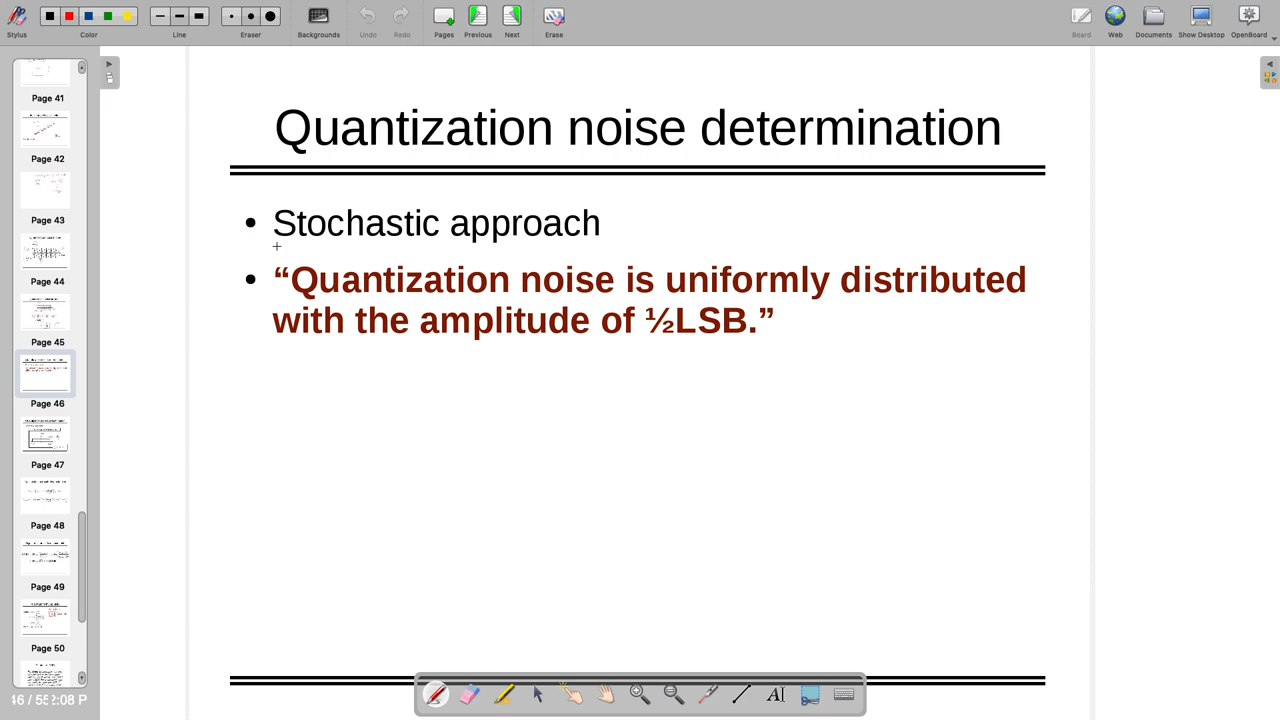 Stylus
Color
Line
Eraser
Backgrounds
Undo
Redo
Pages
Previous
Next
Erase
Board
Web
Documents
Show Desktop
OpenBoard
Page 41
Page 42
Page 43
Page 44
Page 45
Page 46
Page 47
Page 48
Page 49
Page 50
Quantization noise determination
• Stochastic approach
• “Quantization noise is uniformly distributed
with the amplitude of ½LSB.”